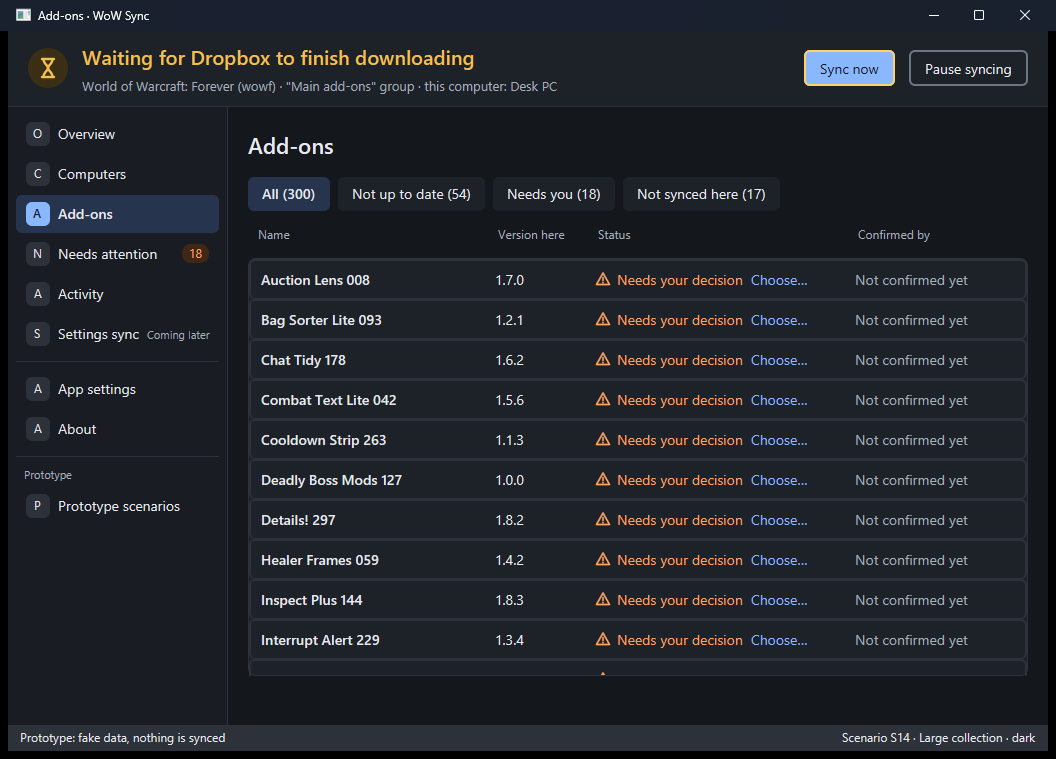 Add-ons · WoW Sync
Waiting for Dropbox to finish downloading
World of Warcraft: Forever (wowf) · "Main add-ons" group · this computer: Desk PC
Sync now
Pause syncing
O Overview
C Computers
A Add-ons
N Needs attention 18
A Activity
S Settings sync Coming later
A App settings
A About
Prototype
P Prototype scenarios
Add-ons
All (300) Not up to date (54) Needs you (18) Not synced here (17)
Name Version here Status Confirmed by
Auction Lens 008 1.7.0 Needs your decision Choose... Not confirmed yet
Bag Sorter Lite 093 1.2.1 Needs your decision Choose... Not confirmed yet
Chat Tidy 178 1.6.2 Needs your decision Choose... Not confirmed yet
Combat Text Lite 042 1.5.6 Needs your decision Choose... Not confirmed yet
Cooldown Strip 263 1.1.3 Needs your decision Choose... Not confirmed yet
Deadly Boss Mods 127 1.0.0 Needs your decision Choose... Not confirmed yet
Details! 297 1.8.2 Needs your decision Choose... Not confirmed yet
Healer Frames 059 1.4.2 Needs your decision Choose... Not confirmed yet
Inspect Plus 144 1.8.3 Needs your decision Choose... Not confirmed yet
Interrupt Alert 229 1.3.4 Needs your decision Choose... Not confirmed yet
Prototype: fake data, nothing is synced
Scenario S14 · Large collection · dark